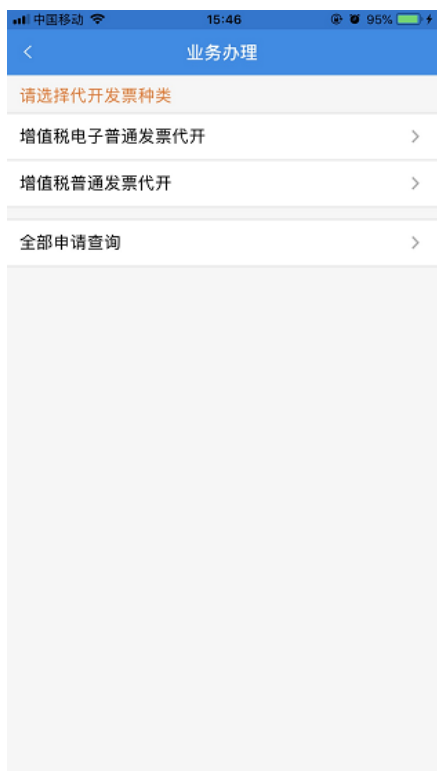 中国移动 15:46 95%
业务办理
请选择代开发票种类
增值税电子普通发票代开
增值税普通发票代开
全部申请查询